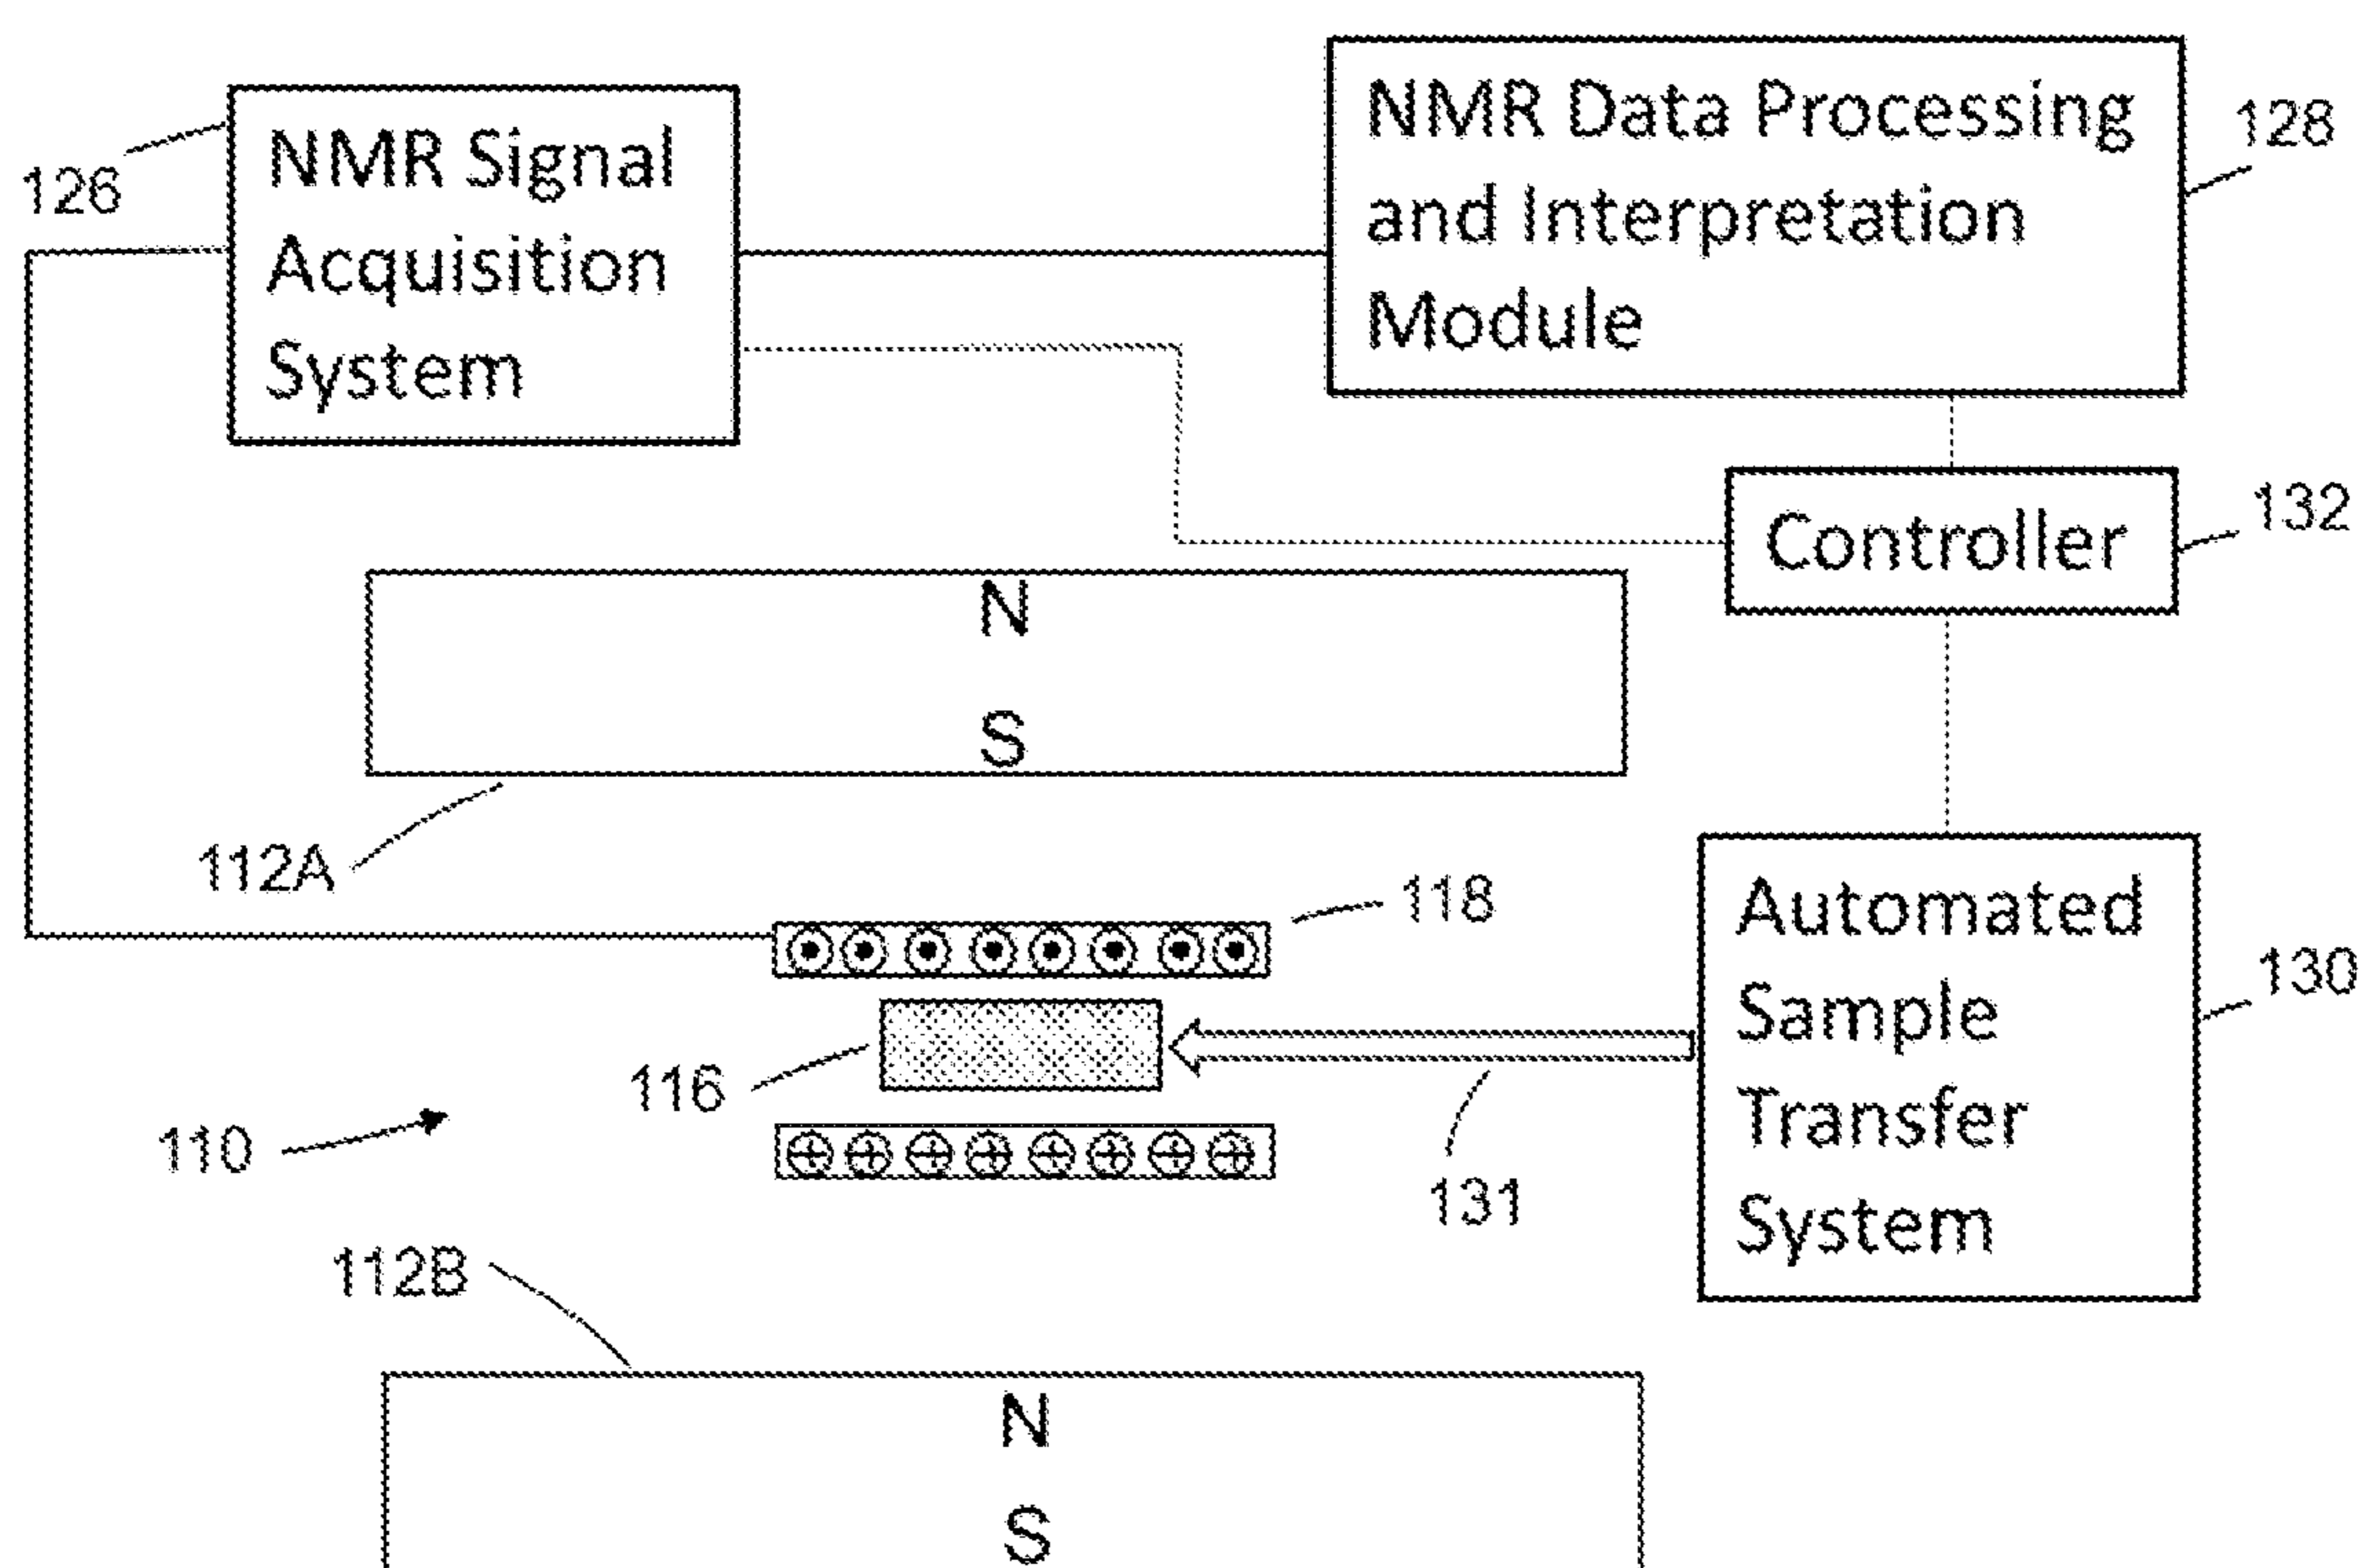 NMR Signal
Acquisition
System
126
NMR Data Processing
and Interpretation
Module
128
Controller
132
N
S
112A
118
116
110
131
Automated
Sample
Transfer
System
130
112B
N
S